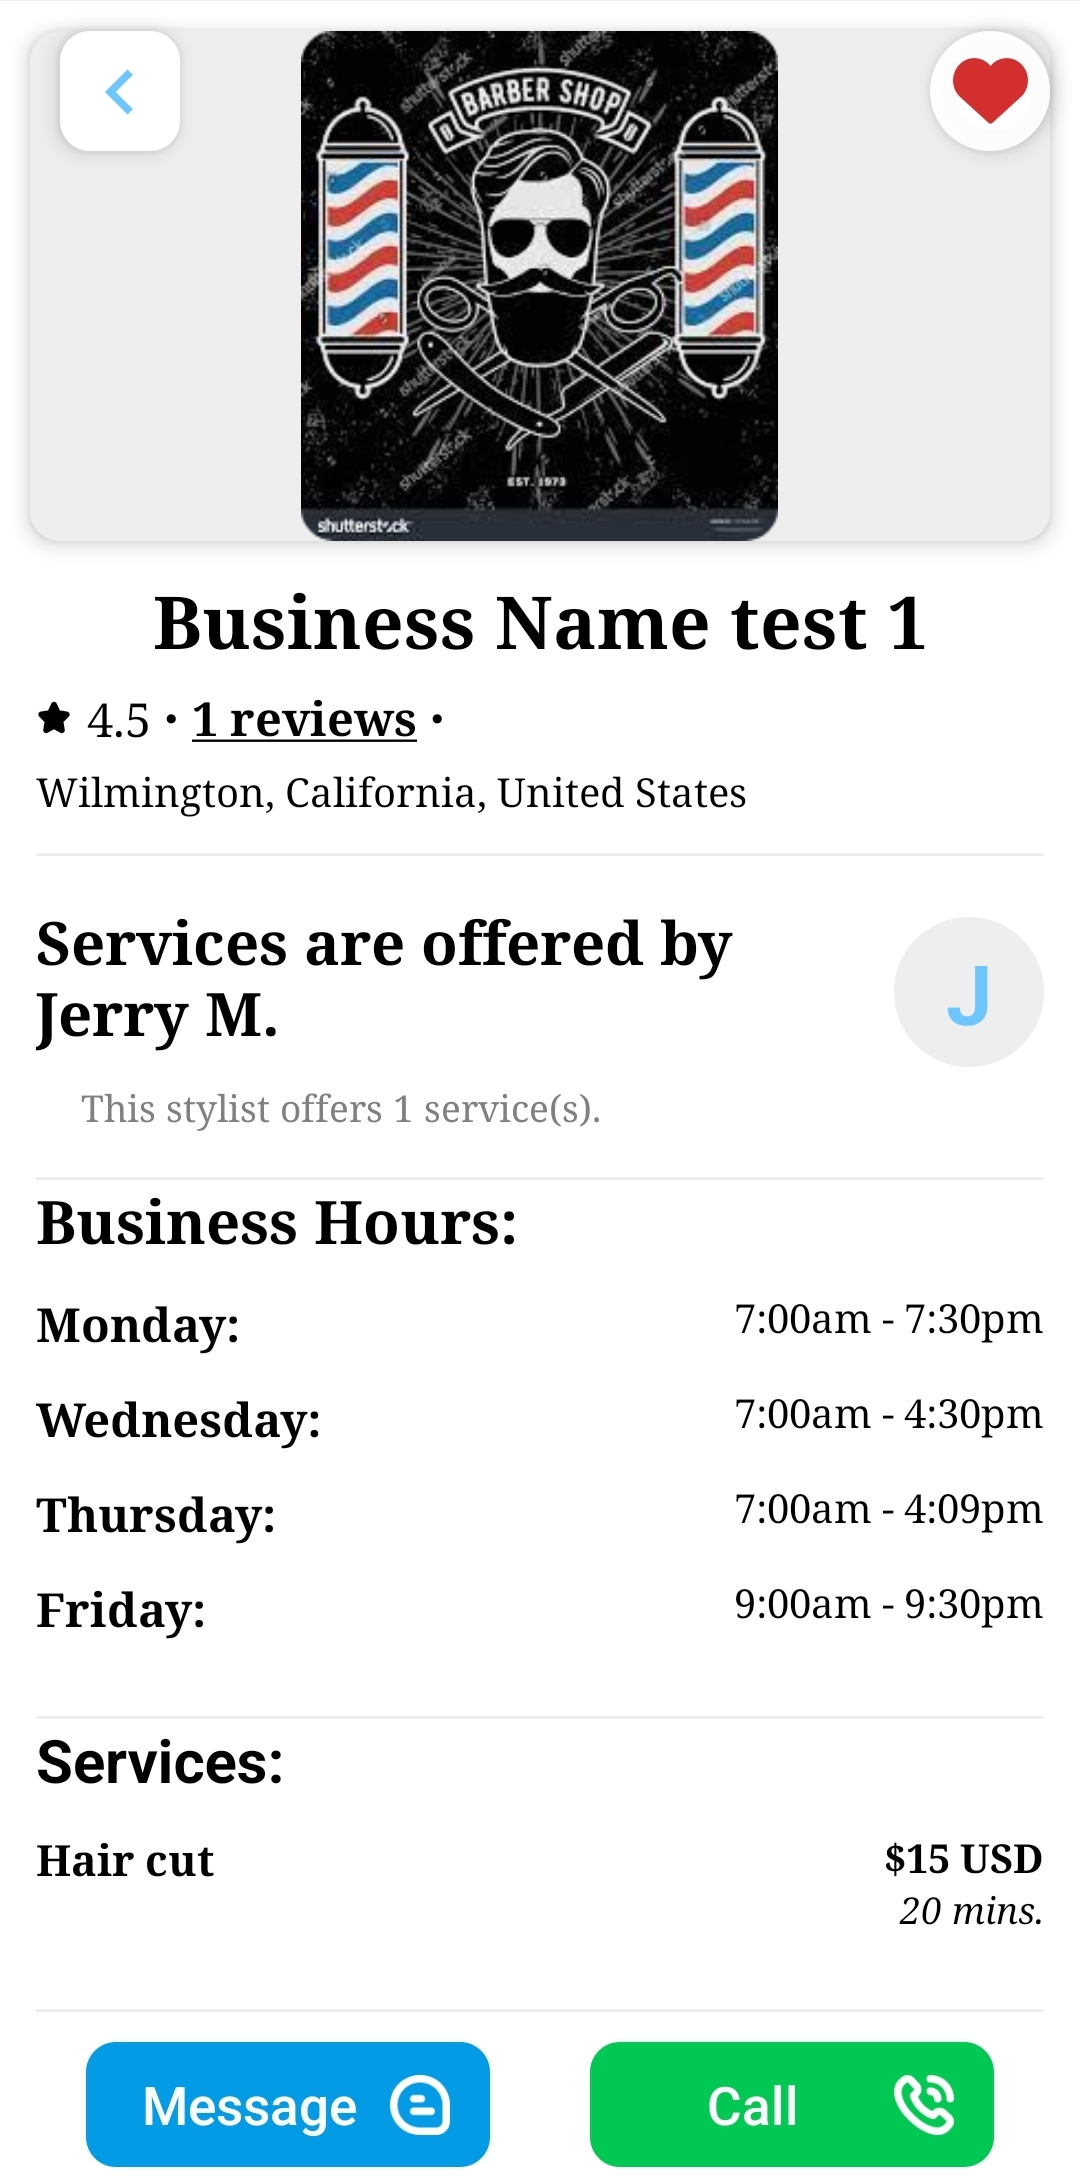 BARBER SHOP
EST. 1973
shutterstock
Business Name test 1
4.5 · 1 reviews ·
Wilmington, California, United States
Services are offered by
Jerry M.
J
This stylist offers 1 service(s).
Business Hours:
Monday: 7:00am - 7:30pm
Wednesday: 7:00am - 4:30pm
Thursday: 7:00am - 4:09pm
Friday: 9:00am - 9:30pm
Services:
Hair cut $15 USD
20 mins.
Message Call